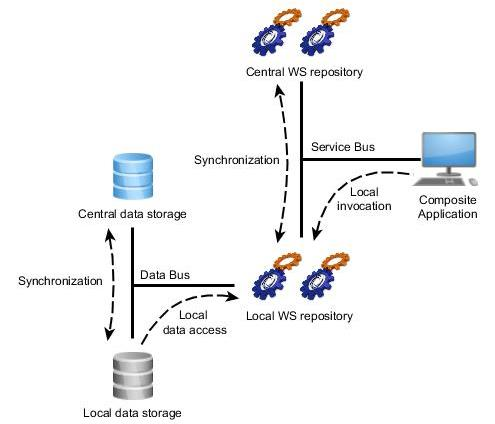 Central WS repository
Service Bus
Synchronization
Local
invocation
Composite
Application
Central data storage
Synchronization
Data Bus
Local
data access
Local WS repository
Local data storage